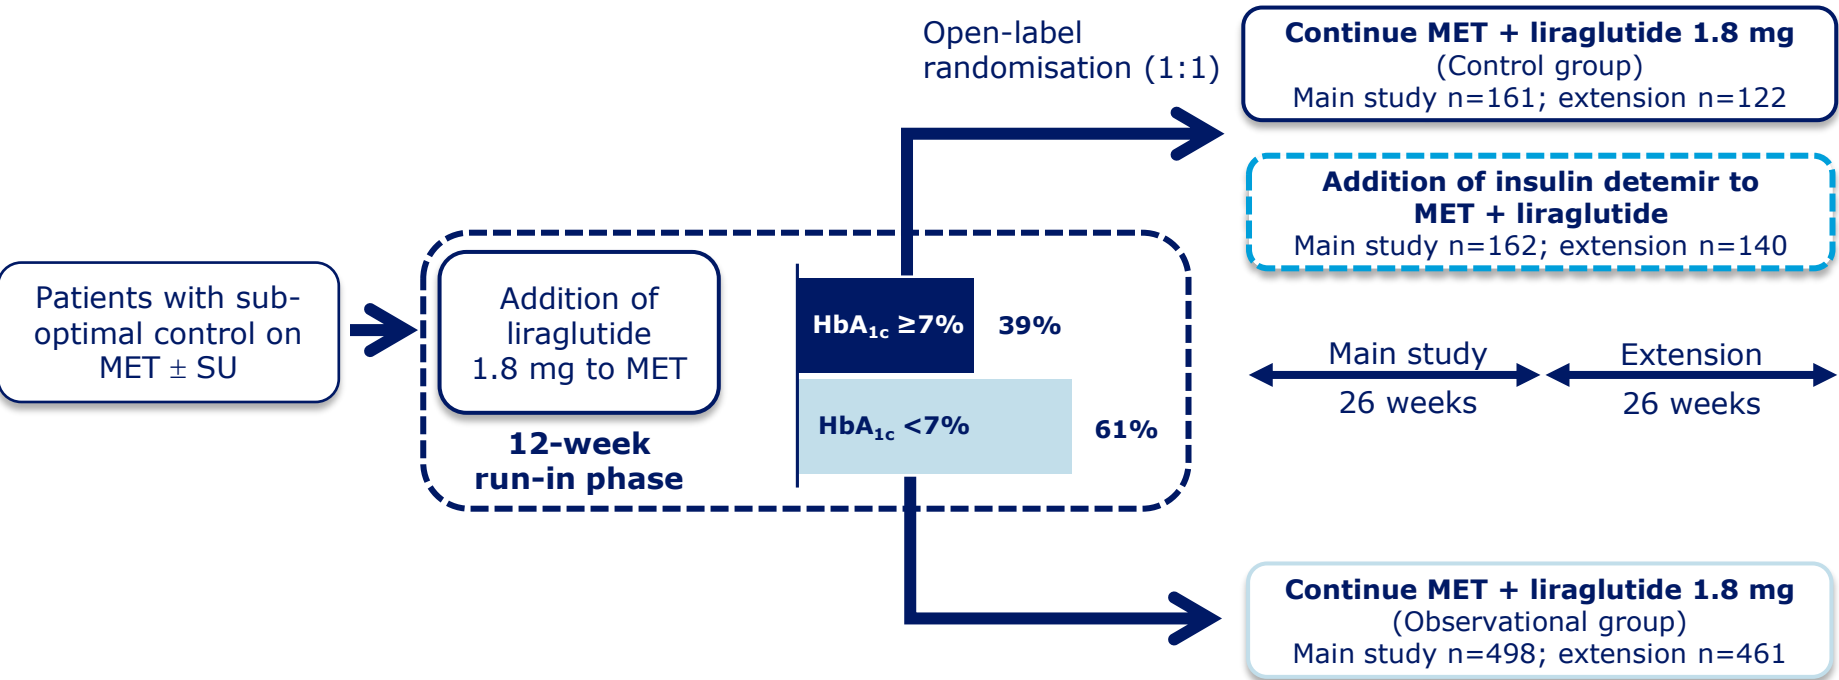 Patients with sub-
optimal control on
MET ± SU
Addition of
liraglutide
1.8 mg to MET
12-week
run-in phase
HbA1c ≥7%
39%
HbA1c <7%
61%
Open-label
randomisation (1:1)
Continue MET + liraglutide 1.8 mg
(Control group)
Main study n=161; extension n=122
Addition of insulin detemir to
MET + liraglutide
Main study n=162; extension n=140
Main study
26 weeks
Extension
26 weeks
Continue MET + liraglutide 1.8 mg
(Observational group)
Main study n=498; extension n=461